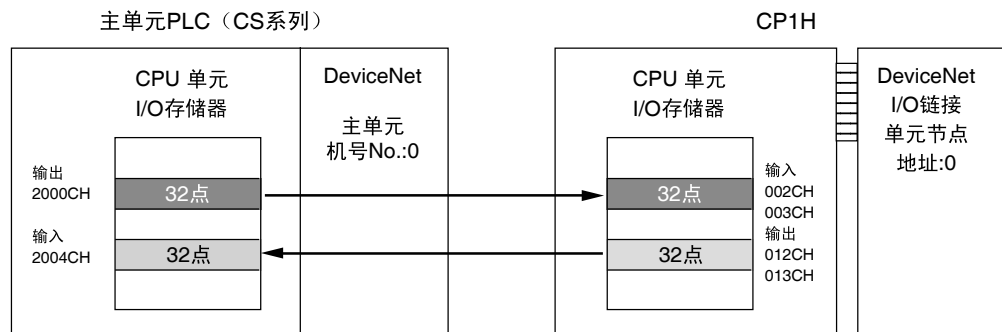 主单元PLC（CS系列）
CPU 单元
I/O存储器
DeviceNet
主单元
机号No.:0
输出
2000CH
32点
输入
2004CH
32点
CP1H
CPU 单元
I/O存储器
32点
输入
002CH
003CH
32点
输出
012CH
013CH
DeviceNet
I/O链接
单元节点
地址:0